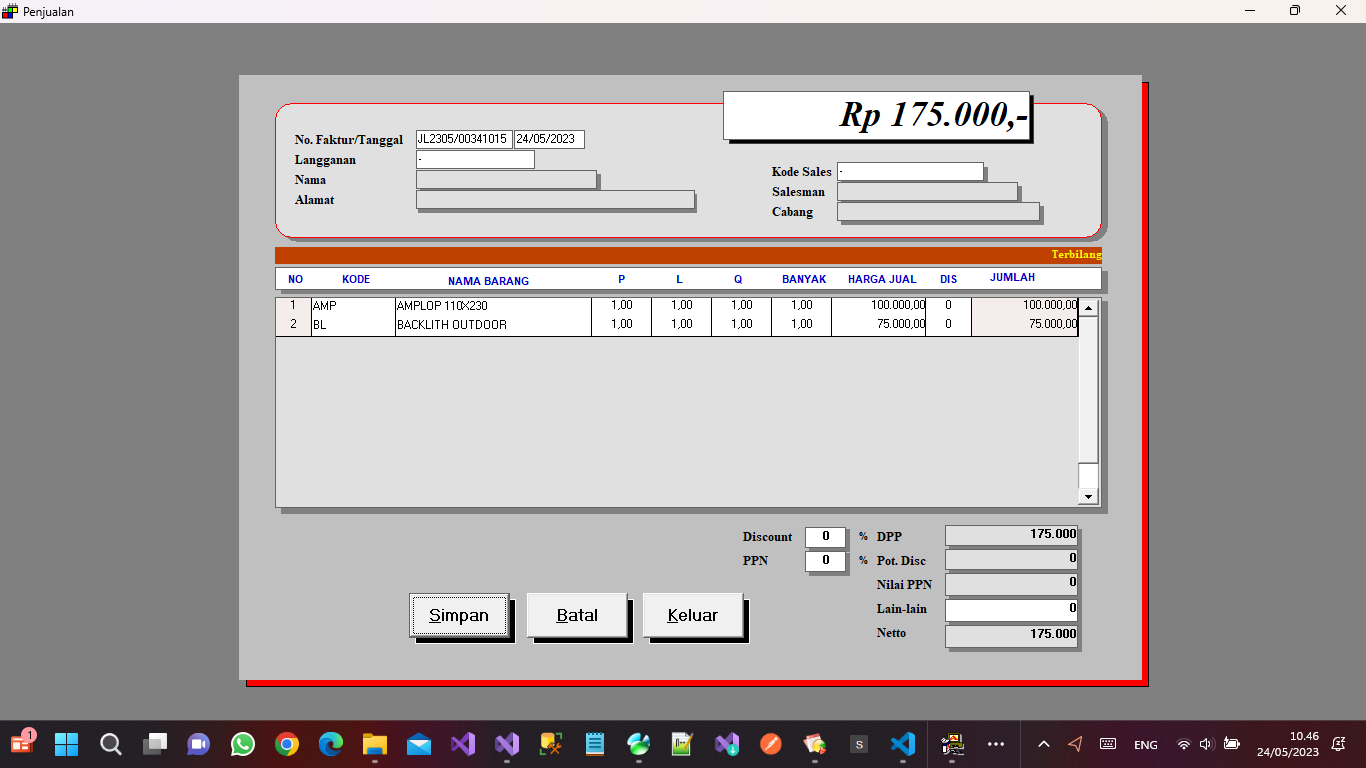 Penjualan
Rp 175.000,-
No. Faktur/Tanggal JL2305/00341015 24/05/2023
Langganan -
Nama
Alamat
Kode Sales -
Salesman
Cabang
Terbilang
NO KODE NAMA BARANG P L Q BANYAK HARGA JUAL DIS JUMLAH
1 AMP AMPLOP 110X230 1,00 1,00 1,00 1,00 100.000,00 0 100.000,00
2 BL BACKLITH OUTDOOR 1,00 1,00 1,00 1,00 75.000,00 0 75.000,00
Discount 0 % DPP 175.000
PPN 0 % Pot. Disc 0
Nilai PPN 0
Lain-lain 0
Netto 175.000
Simpan Batal Keluar
1
S
ENG
10.46
24/05/2023